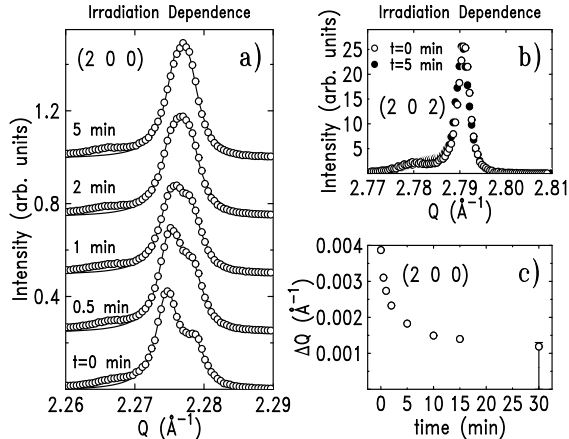 Irradiation Dependence
Irradiation Dependence
(2 0 0)
a)
5 min
2 min
1 min
0.5 min
t=0 min
1.2
0.8
0.4
Intensity (arb. units)
2.26
2.27
2.28
2.29
Q (Å⁻¹)
b)
t=0 min
t=5 min
(2 0 2)
25
20
15
10
5
Intensity (arb. units)
2.77
2.78
2.79
2.80
2.81
Q (Å⁻¹)
c)
(2 0 0)
0.004
0.003
0.002
0.001
ΔQ (Å⁻¹)
0
5
10
15
20
25
30
time (min)